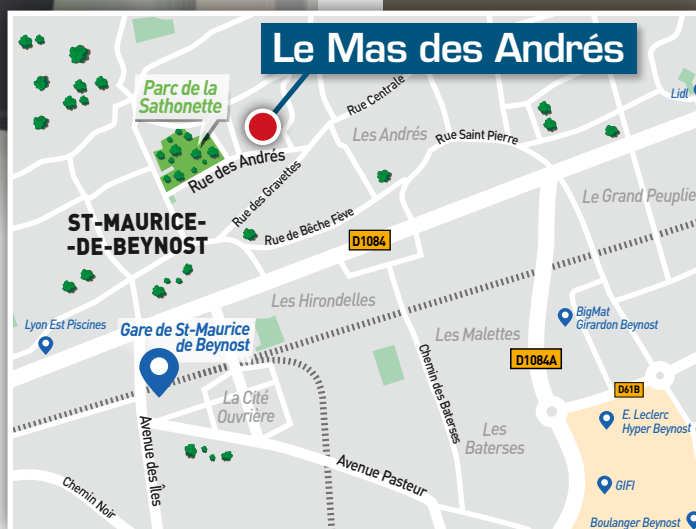 Le Mas des Andrés
Parc de la
Sathonette
Rue Centrale
Lidl
Les Andrés
Rue Saint Pierre
Rue des Andrés
Rue des Gravettes
Le Grand Peuplie
ST-MAURICE-
-DE-BEYNOST
Rue de Bêche Fève
D1084
Les Hirondelles
Lyon Est Piscines
Gare de St-Maurice
de Beynost
BigMat
Girardon Beynost
Les Malettes
D1084A
Chemin des Baterses
D61B
La Cité
Ouvrière
E. Leclerc
Hyper Beynost
Les
Baterses
Avenue des Îles
Avenue Pasteur
Chemin Noir
GIFI
Boulanger Beynost